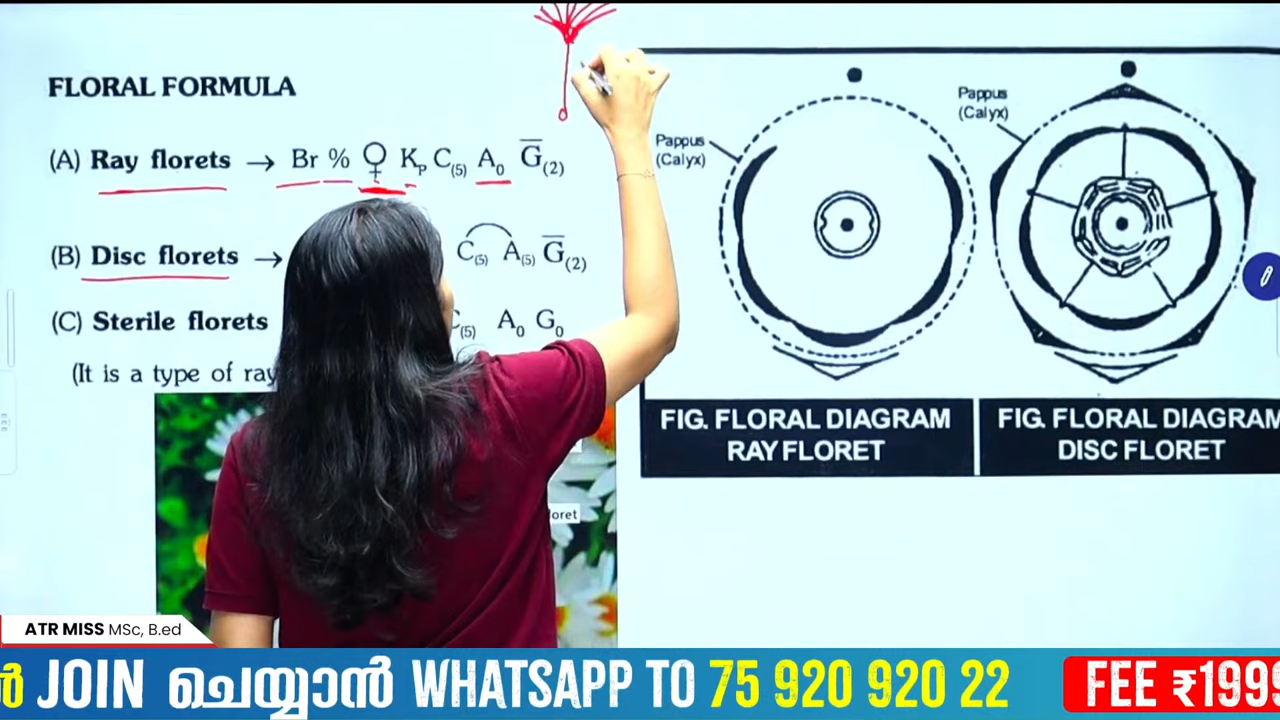 FLORAL FORMULA
(A) Ray florets → Br % ♀ Kₚ C₍₅₎ A₀ G̅₍₂₎
(B) Disc florets → C₍₅₎ A₍₅₎ G̅₍₂₎
(C) Sterile florets C₍₅₎ A₀ G₀
(It is a type of ray
Pappus
(Calyx)
Pappus
(Calyx)
FIG. FLORAL DIAGRAM
RAY FLORET
FIG. FLORAL DIAGRAM
DISC FLORET
ATR MISS MSc, B.ed
JOIN ചെയ്യാൻ WHATSAPP TO 75 920 920 22
FEE ₹1999